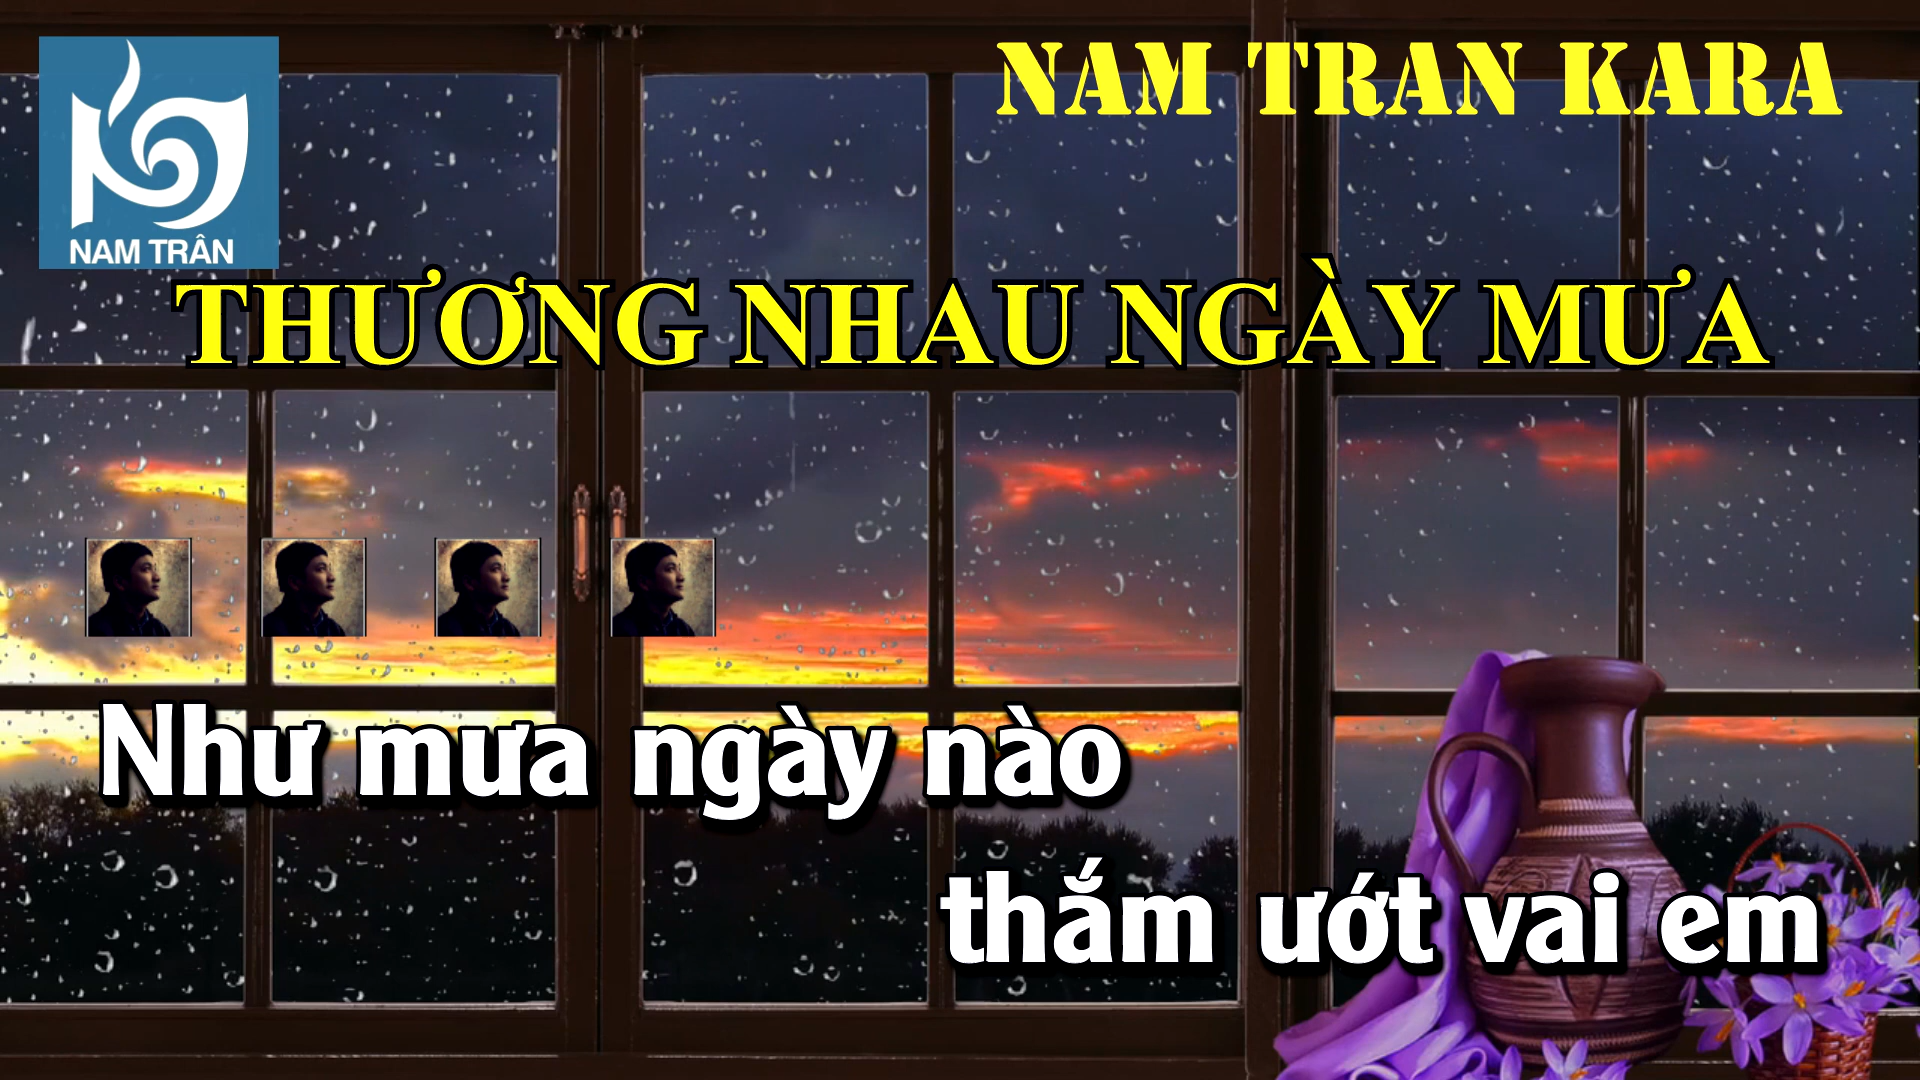 NAM TRAN KARA
NAM TRÂN
THƯƠNG NHAU NGÀY MƯA
Như mưa ngày nào
thắm ướt vai em